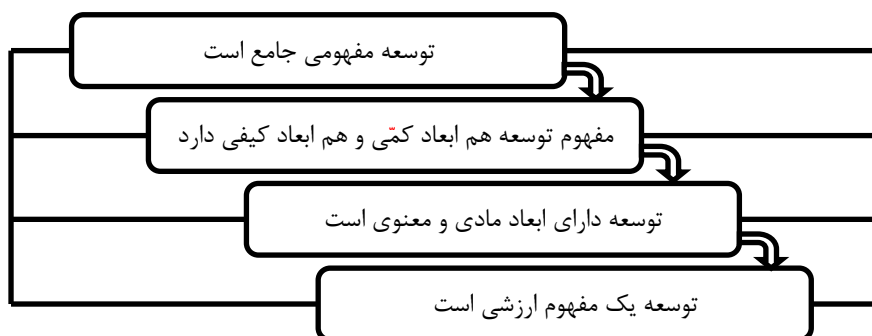 توسعه مفهومی جامع است
مفهوم توسعه هم ابعاد کمّی و هم ابعاد کیفی دارد
توسعه دارای ابعاد مادی و معنوی است
توسعه یک مفهوم ارزشی است